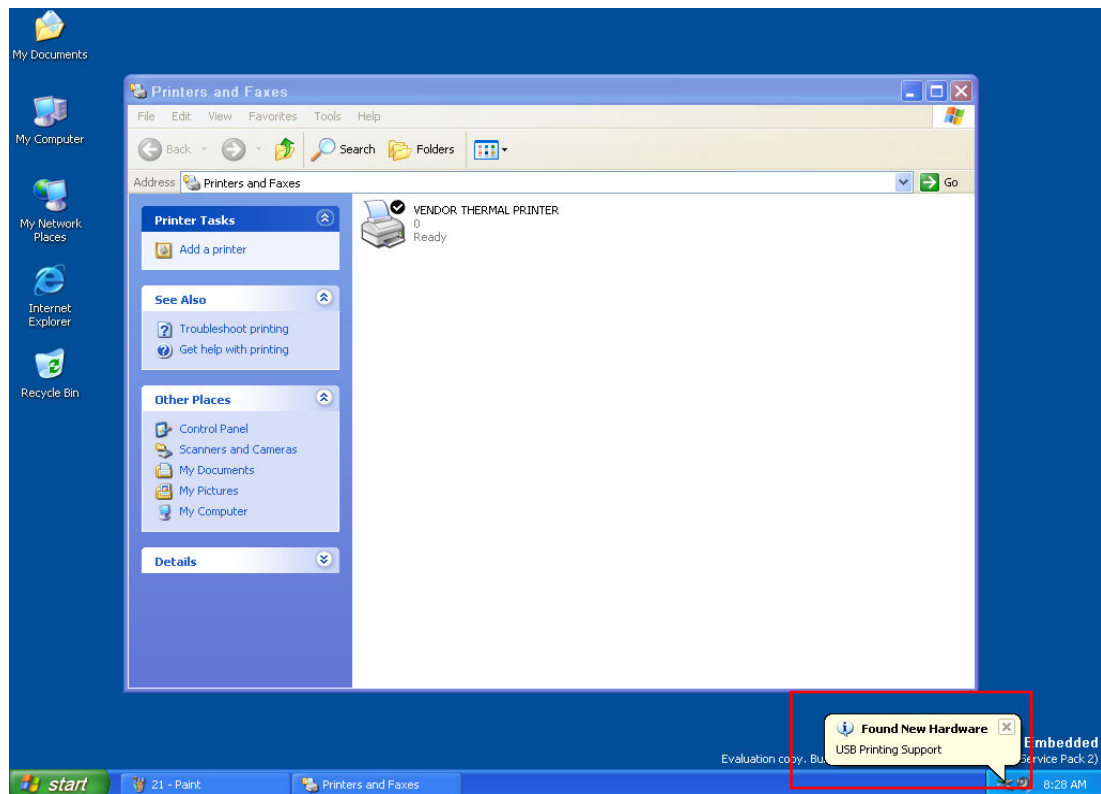 My Documents
My Computer
My Network
Places
Internet
Explorer
Recycle Bin
Printers and Faxes
File Edit View Favorites Tools Help
Back Search Folders
Address Printers and Faxes Go
Printer Tasks
Add a printer
See Also
Troubleshoot printing
Get help with printing
Other Places
Control Panel
Scanners and Cameras
My Documents
My Pictures
My Computer
Details
VENDOR THERMAL PRINTER
0
Ready
Found New Hardware
USB Printing Support
Embedded
Evaluation copy. Service Pack 2)
start 21 - Paint Printers and Faxes 8:28 AM